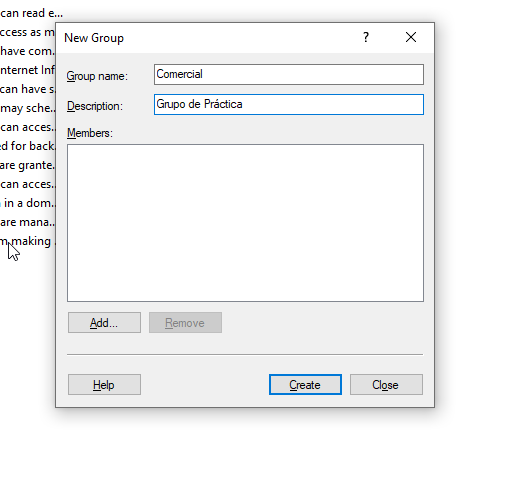 can read e...
ccess as m
have com...
nternet Inf
can have s...
may sche...
can acces...
ed for back
are grante...
can acces...
in a dom...
are mana...
m making
New Group
?
Group name:
Comercial
Description:
Grupo de Práctica
Members:
Add...
Remove
Help
Create
Close